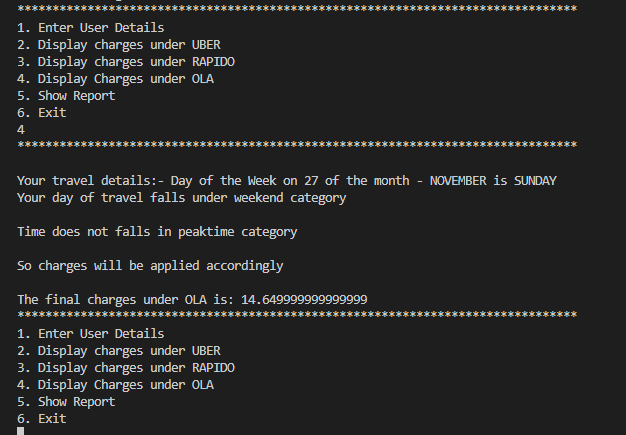 ********************************************************************************
1. Enter User Details
2. Display charges under UBER
3. Display charges under RAPIDO
4. Display Charges under OLA
5. Show Report
6. Exit
4
********************************************************************************
Your travel details:- Day of the Week on 27 of the month - NOVEMBER is SUNDAY
Your day of travel falls under weekend category
Time does not falls in peaktime category
So charges will be applied accordingly
The final charges under OLA is: 14.649999999999999
********************************************************************************
1. Enter User Details
2. Display charges under UBER
3. Display charges under RAPIDO
4. Display Charges under OLA
5. Show Report
6. Exit